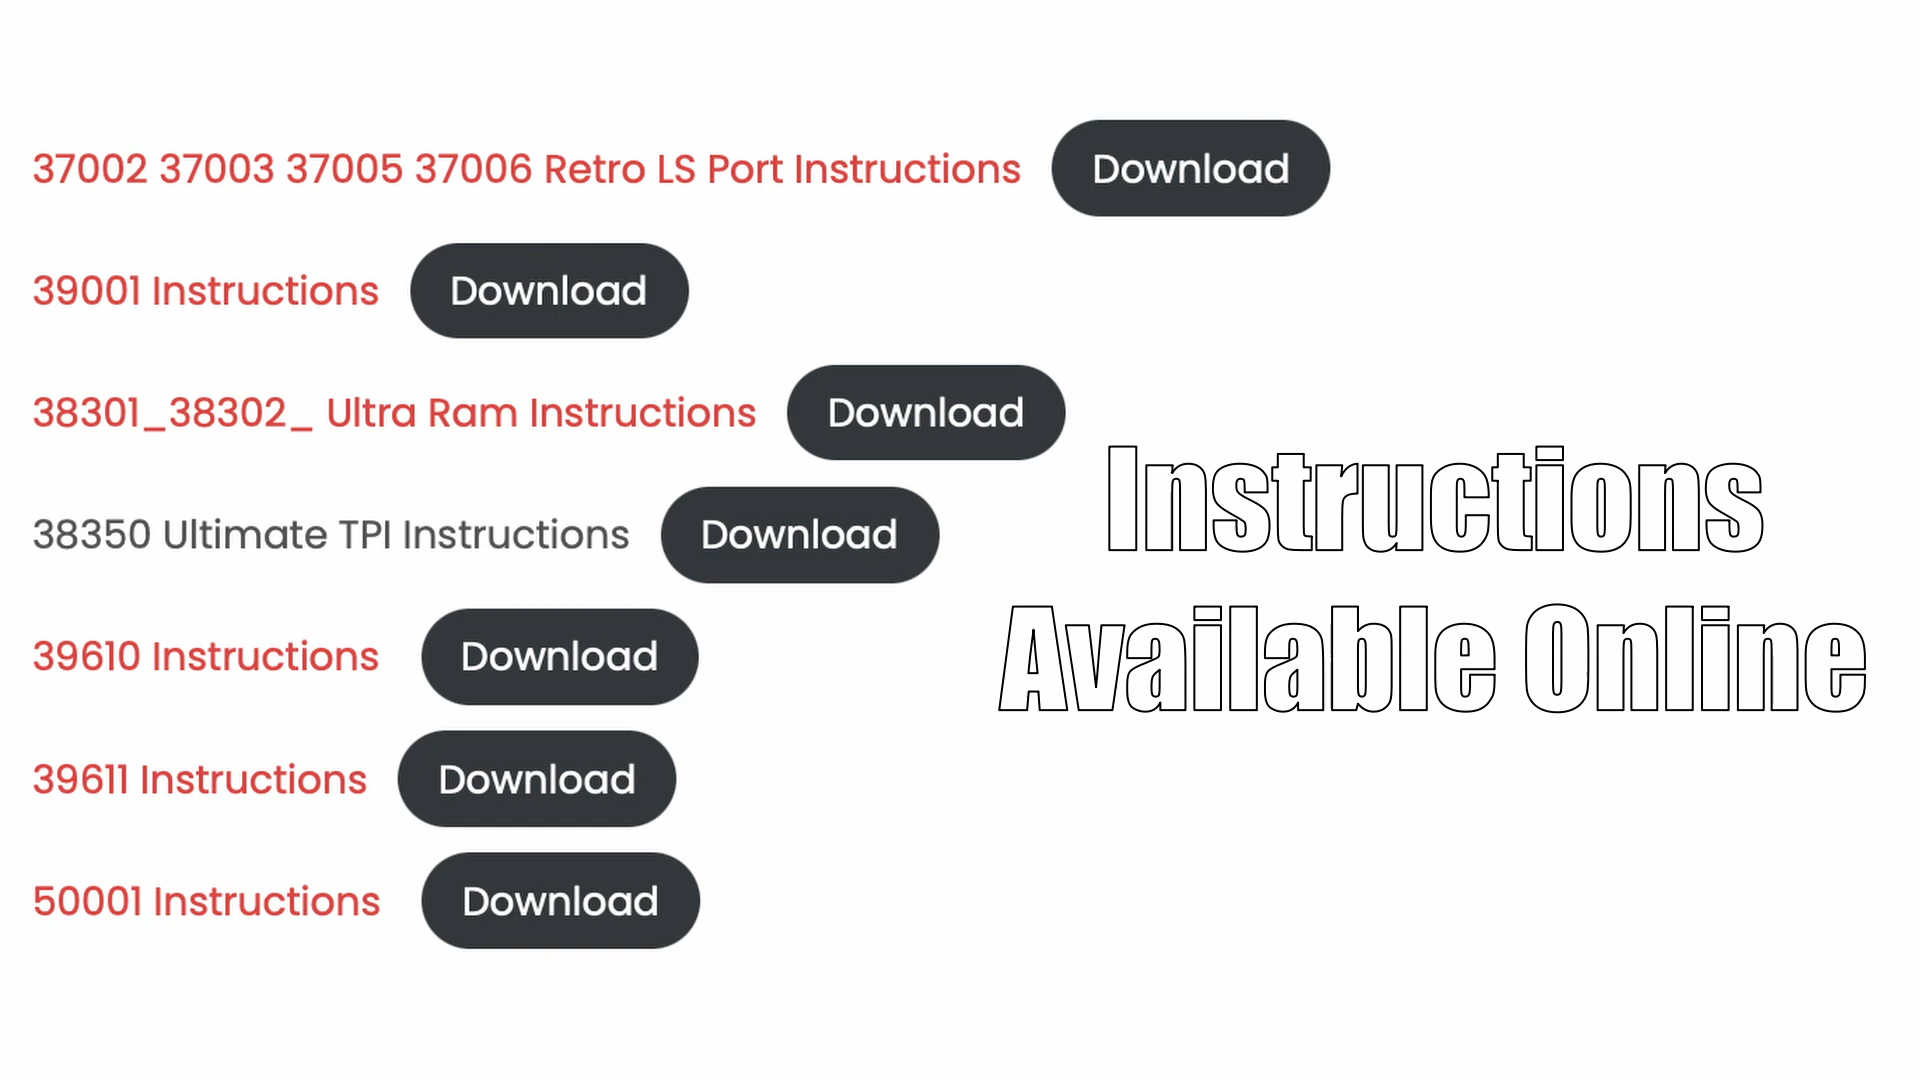 37002 37003 37005 37006 Retro LS Port Instructions Download
39001 Instructions Download
38301_38302_ Ultra Ram Instructions Download
38350 Ultimate TPI Instructions Download
39610 Instructions Download
39611 Instructions Download
50001 Instructions Download
Instructions
Available Online